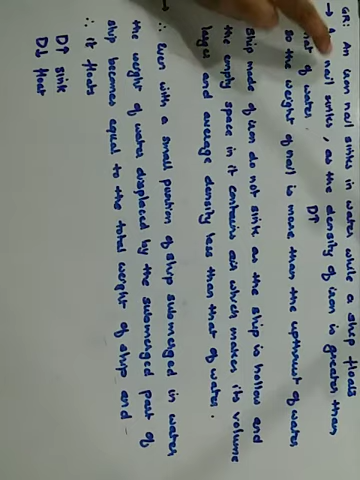 GR: An iron nail sinks in water while a ship floats
→ nail sinks, as the density of iron is greater than
that of water D↑
so the weight of nail is more than the upthrust of water
ship made of iron do not sink as the ship is hollow and
the empty space in it contains air which makes its volume
larger and average density less than that of water.
→ ∴ Even with a small portion of ship submerged in water
the weight of water displaced by the submerged part of
ship becomes equal to the total weight of ship and
∴ it floats
D↑ sink
D↓ float